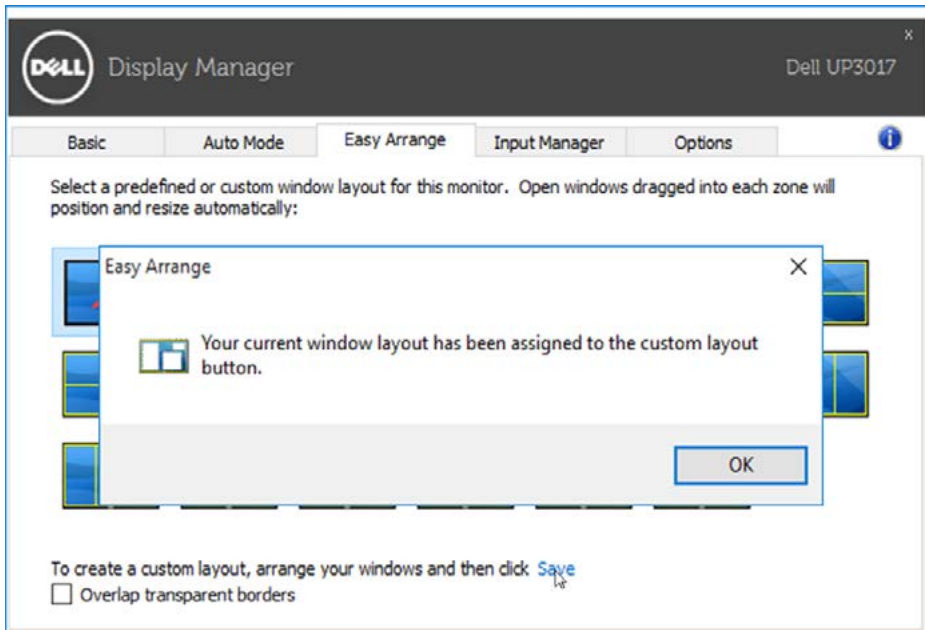 DELL
Display Manager
x
Dell UP3017
Basic
Auto Mode
Easy Arrange
Input Manager
Options
i
Select a predefined or custom window layout for this monitor. Open windows dragged into each zone will
position and resize automatically:
Easy Arrange
Your current window layout has been assigned to the custom layout
button.
OK
To create a custom layout, arrange your windows and then click Save
Overlap transparent borders